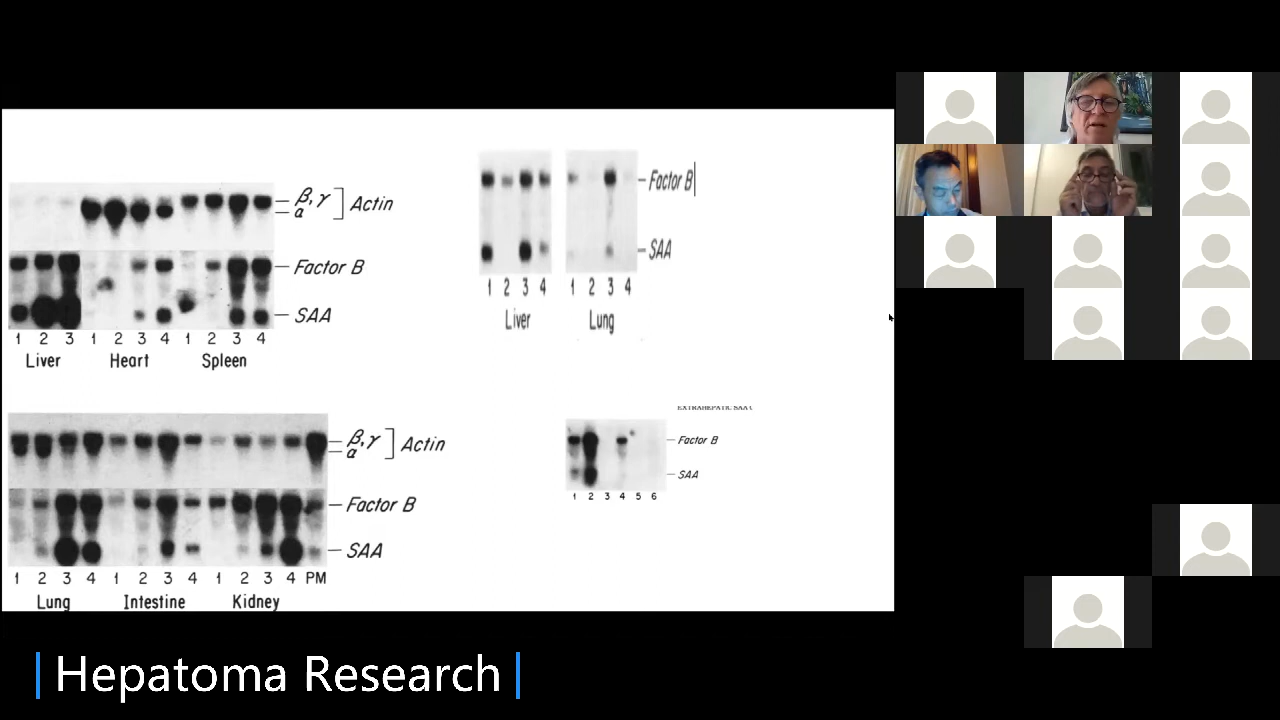 β, γ
α
Actin
Factor B
SAA
1 2 3 1 2 3 4 1 2 3 4
Liver Heart Spleen
Factor B
SAA
1 2 3 4 1 2 3 4
Liver Lung
β, γ
α
Actin
Factor B
SAA
1 2 3 4 1 2 3 4 1 2 3 4 PM
Lung Intestine Kidney
EXTRAHEPATIC SAA
Factor B
SAA
1 2 3 4 5 6
| Hepatoma Research |